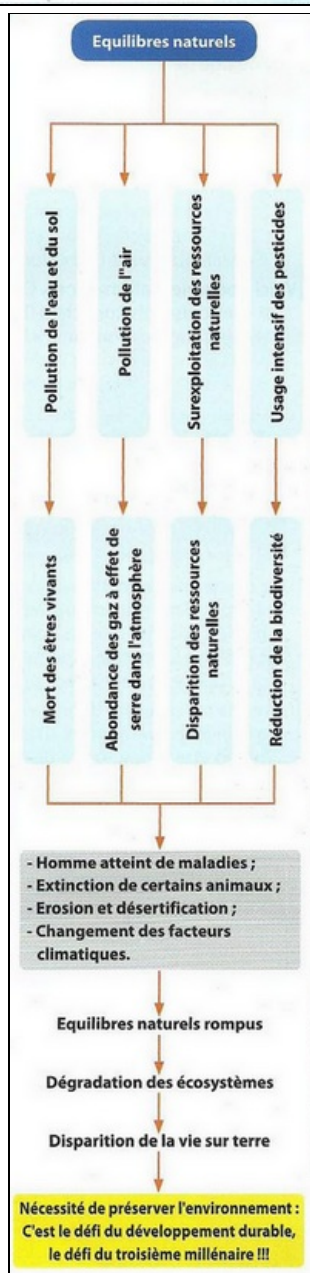 Equilibres naturels
Pollution de l'eau et du sol
Pollution de l''air
Surexploitation des ressources
naturelles
Usage intensif des pesticides
Mort des êtres vivants
Abondance des gaz à effet de
serre dans l'atmosphère
Disparition des ressources
naturelles
Réduction de la biodiversité
- Homme atteint de maladies ;
- Extinction de certains animaux ;
- Erosion et désertification ;
- Changement des facteurs
climatiques.
Equilibres naturels rompus
Dégradation des écosystèmes
Disparition de la vie sur terre
Nécessité de préserver l'environnement :
C'est le défi du développement durable,
le défi du troisième millénaire !!!